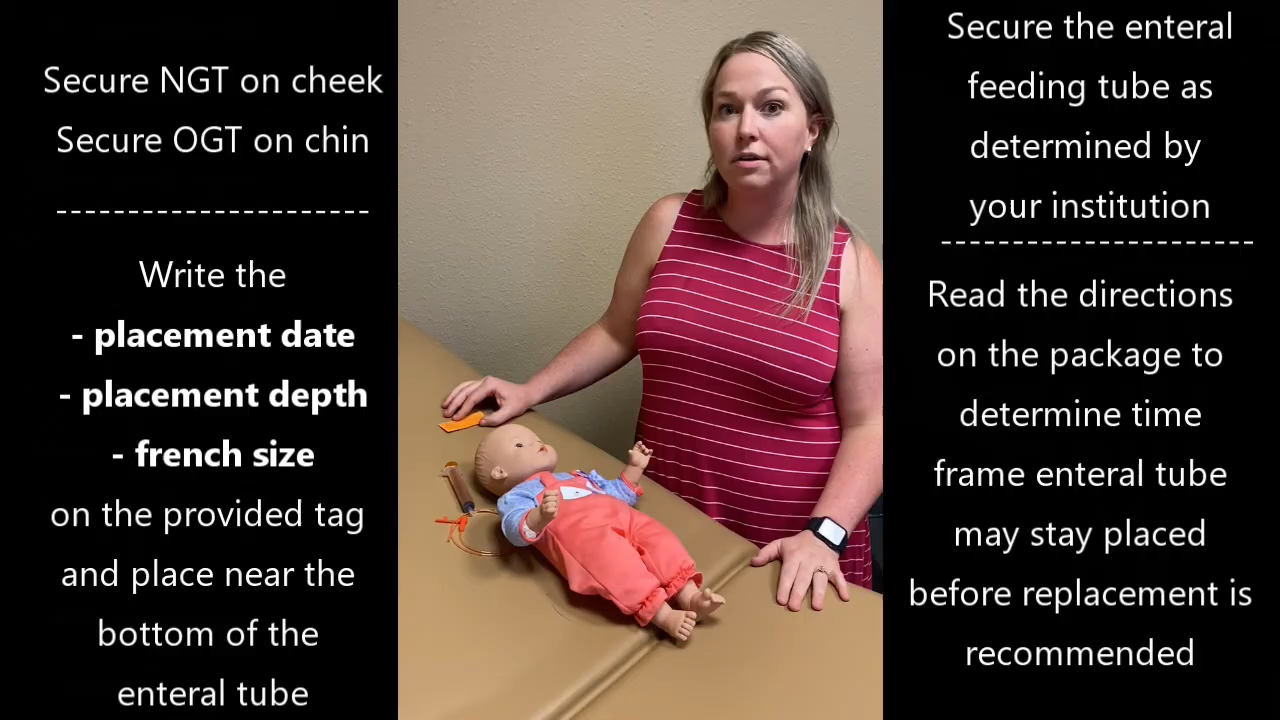 Secure NGT on cheek
Secure OGT on chin
----------------------
Write the
- placement date
- placement depth
- french size
on the provided tag
and place near the
bottom of the
enteral tube
Secure the enteral
feeding tube as
determined by
your institution
----------------------
Read the directions
on the package to
determine time
frame enteral tube
may stay placed
before replacement is
recommended